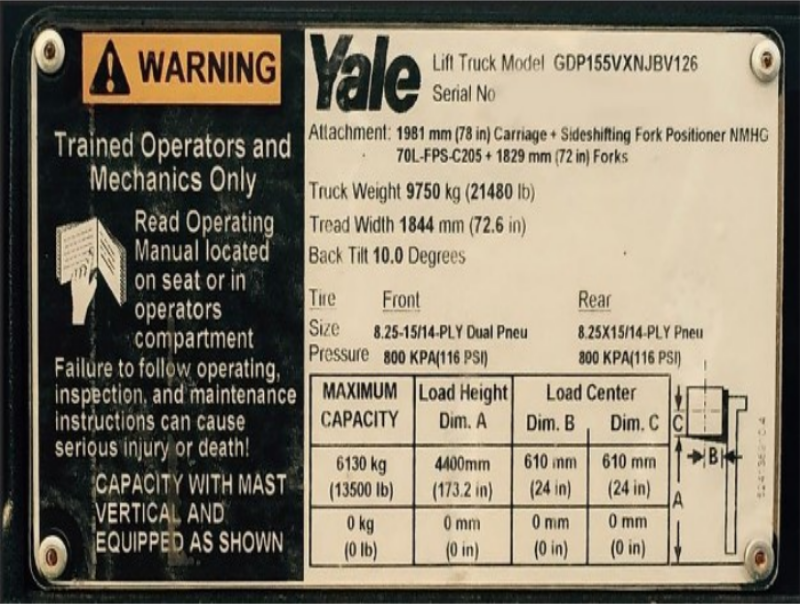 WARNING
Trained Operators and
Mechanics Only
Read Operating
Manual located
on seat or in
operators
compartment
Failure to follow operating,
inspection, and maintenance
instructions can cause
serious injury or death!
CAPACITY WITH MAST
VERTICAL AND
EQUIPPED AS SHOWN
Yale
Lift Truck Model GDP155VXNJBV126
Serial No
Attachment: 1981 mm (78 in) Carriage + Sideshifting Fork Positioner NMHG
70L-FPS-C205 + 1829 mm (72 in) Forks
Truck Weight 9750 kg (21480 lb)
Tread Width 1844 mm (72.6 in)
Back Tilt 10.0 Degrees
Tire Front Rear
Size 8.25-15/14-PLY Dual Pneu 8.25X15/14-PLY Pneu
Pressure 800 KPA(116 PSI) 800 KPA(116 PSI)
MAXIMUM CAPACITY Load Height Dim. A Load Center Dim. B Dim. C
6130 kg 4400mm 610 mm 610 mm
(13500 lb) (173.2 in) (24 in) (24 in)
0 kg 0 mm 0 mm 0 mm
(0 lb) (0 in) (0 in) (0 in)
C
B
A